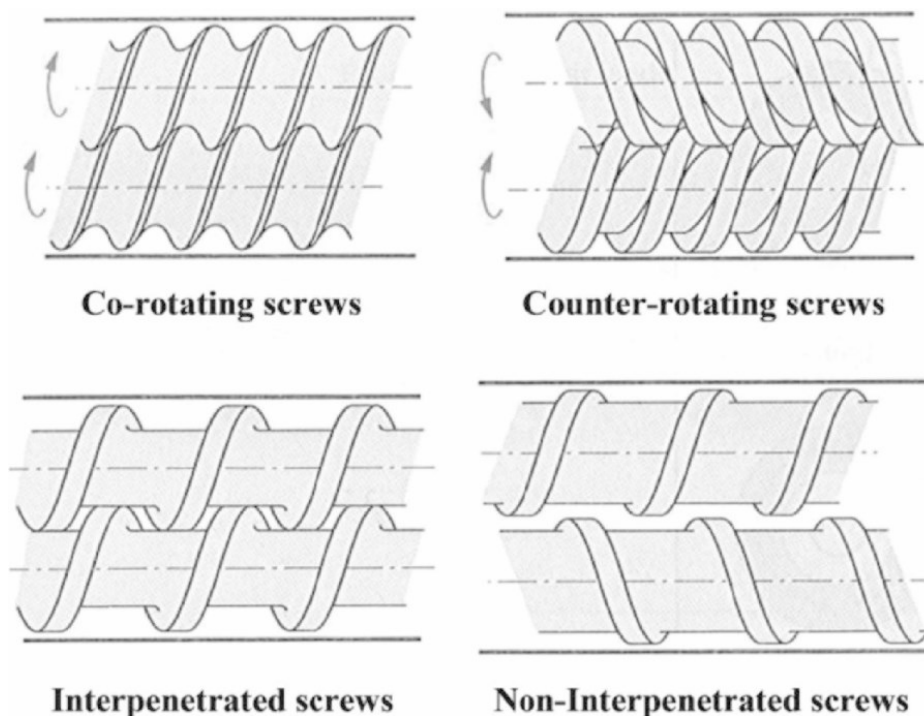 Co-rotating screws
Counter-rotating screws
Interpenetrated screws
Non-Interpenetrated screws